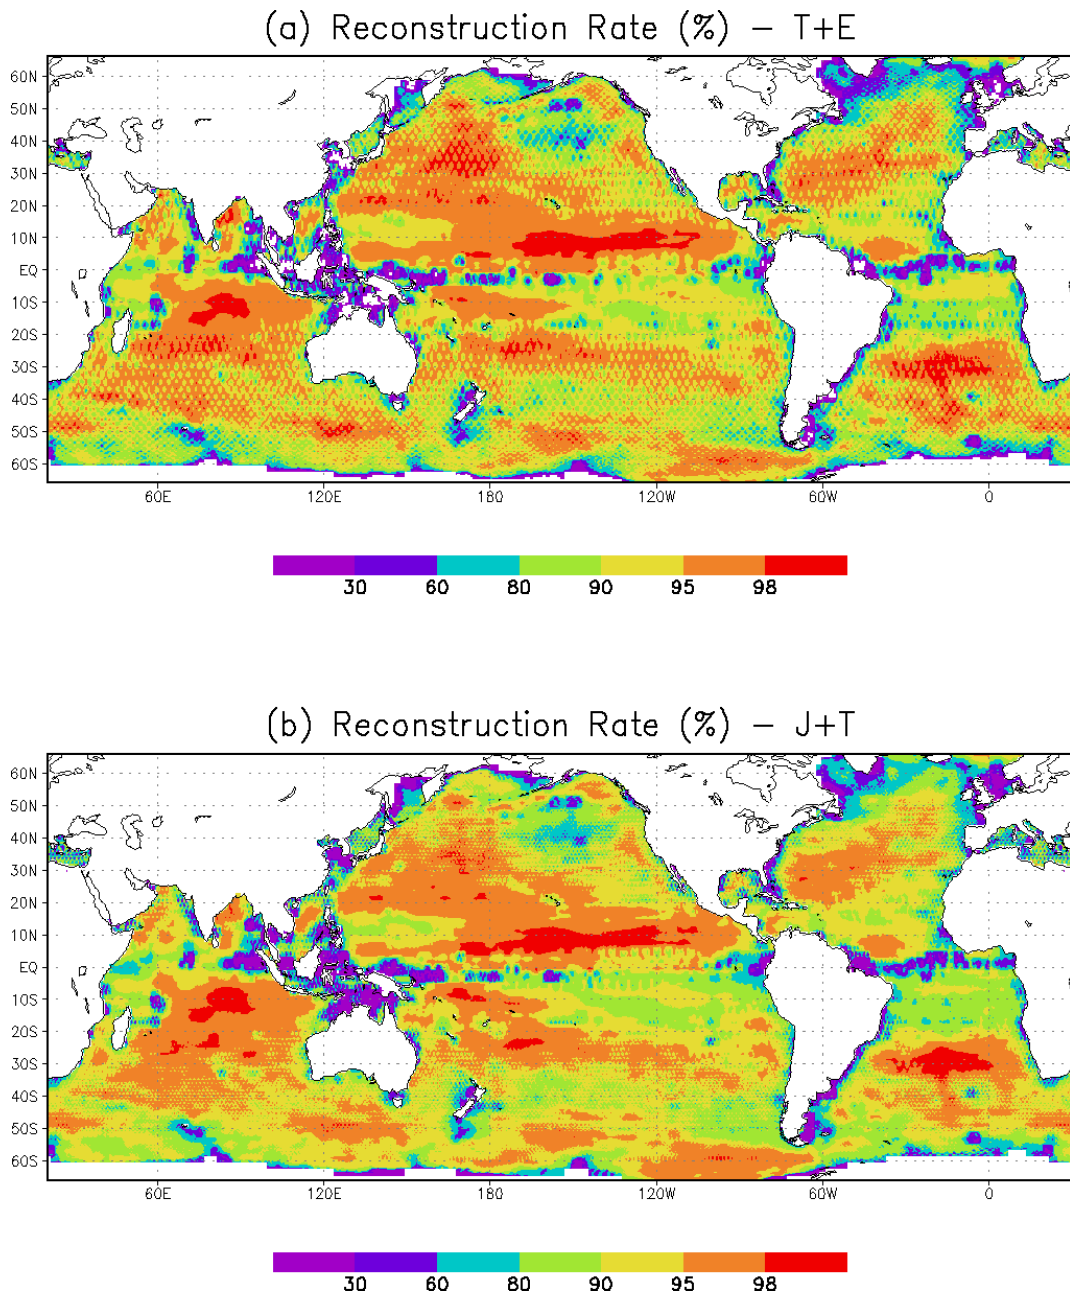 (a) Reconstruction Rate (%) – T+E
60N
50N
40N
30N
20N
10N
EQ
10S
20S
30S
40S
50S
60S
60E 120E 180 120W 60W 0
30 60 80 90 95 98
(b) Reconstruction Rate (%) – J+T
60N
50N
40N
30N
20N
10N
EQ
10S
20S
30S
40S
50S
60S
60E 120E 180 120W 60W 0
30 60 80 90 95 98